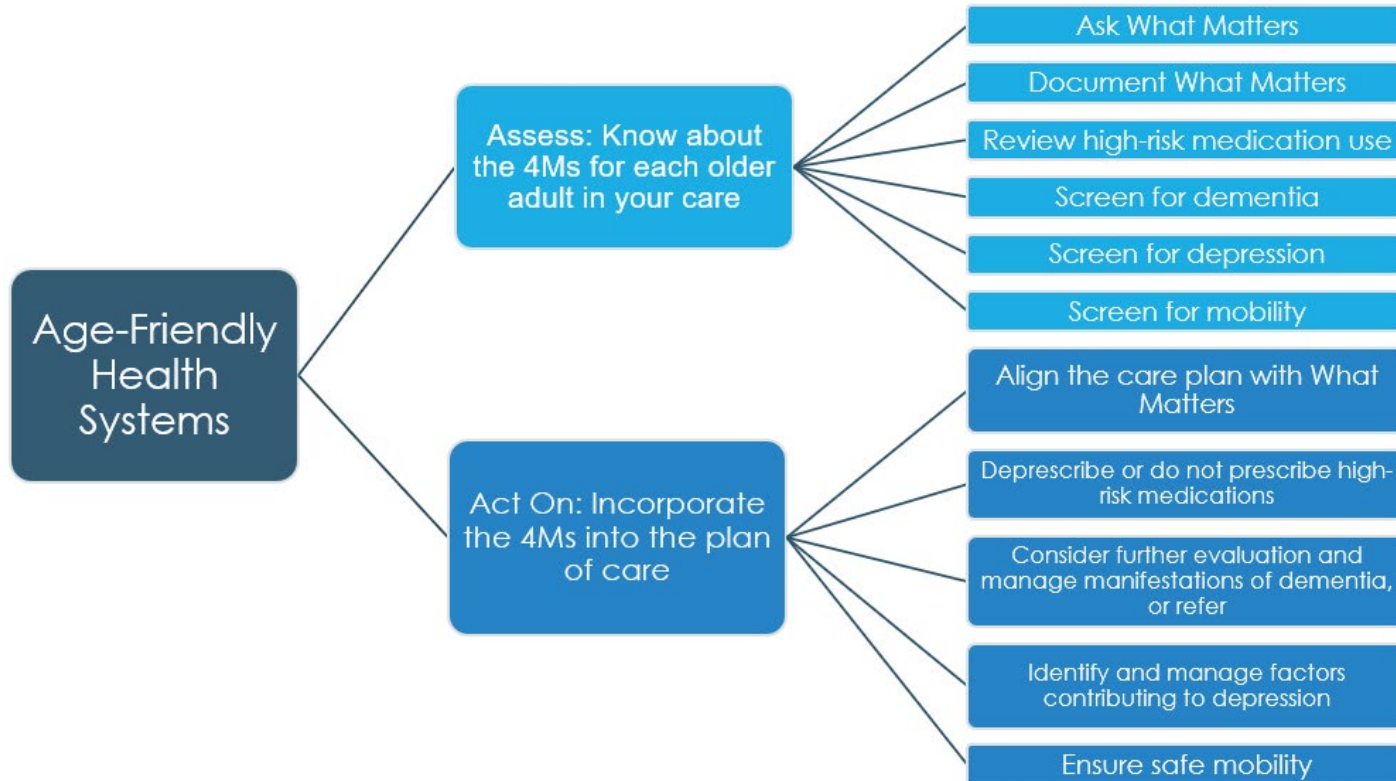 Age-Friendly
Health
Systems
Assess: Know about
the 4Ms for each older
adult in your care
Ask What Matters
Document What Matters
Review high-risk medication use
Screen for dementia
Screen for depression
Screen for mobility
Act On: Incorporate
the 4Ms into the plan
of care
Align the care plan with What
Matters
Deprescribe or do not prescribe high-
risk medications
Consider further evaluation and
manage manifestations of dementia,
or refer
Identify and manage factors
contributing to depression
Ensure safe mobility